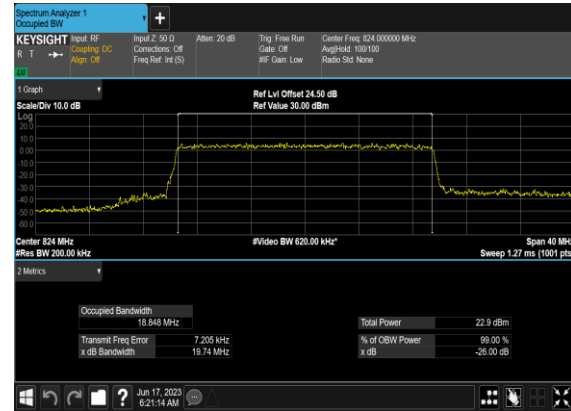 Spectrum Analyzer 1
Occupied BW
+
KEYSIGHT Input: RF Input Z: 50 Ω Atten: 20 dB Trig: Free Run Center Freq: 824.000000 MHz
R T Coupling: DC Corrections: Off Gate: Off Avg|Hold: 100/100
Align: Off Freq Ref: Int (S) #IF Gain: Low Radio Std: None
LXI
1 Graph
Ref Lvl Offset 24.50 dB
Scale/Div 10.0 dB Ref Value 30.00 dBm
Log
20.0
10.0
0.00
-10.0
-20.0
-30.0
-40.0
-50.0
-60.0
Center 824 MHz #Video BW 620.00 kHz* Span 40 MHz
#Res BW 200.00 kHz Sweep 1.27 ms (1001 pts
2 Metrics
Occupied Bandwidth
18.848 MHz Total Power 22.9 dBm
Transmit Freq Error 7.205 kHz % of OBW Power 99.00 %
x dB Bandwidth 19.74 MHz x dB -26.00 dB
?
Jun 17, 2023
6:21:14 AM